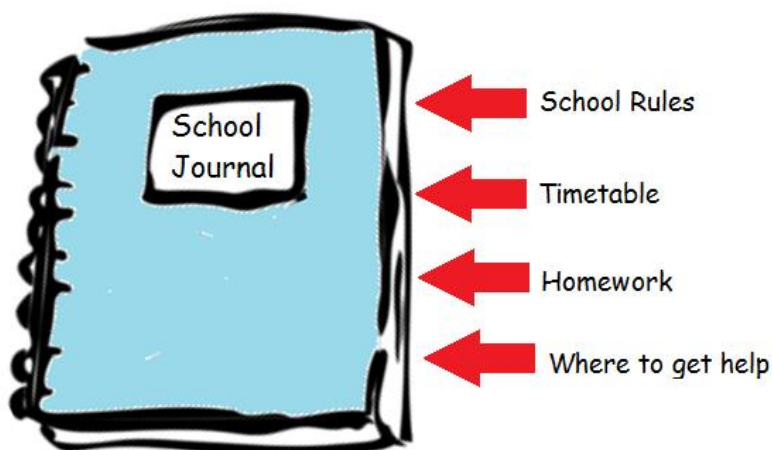 School
Journal
School Rules
Timetable
Homework
Where to get help